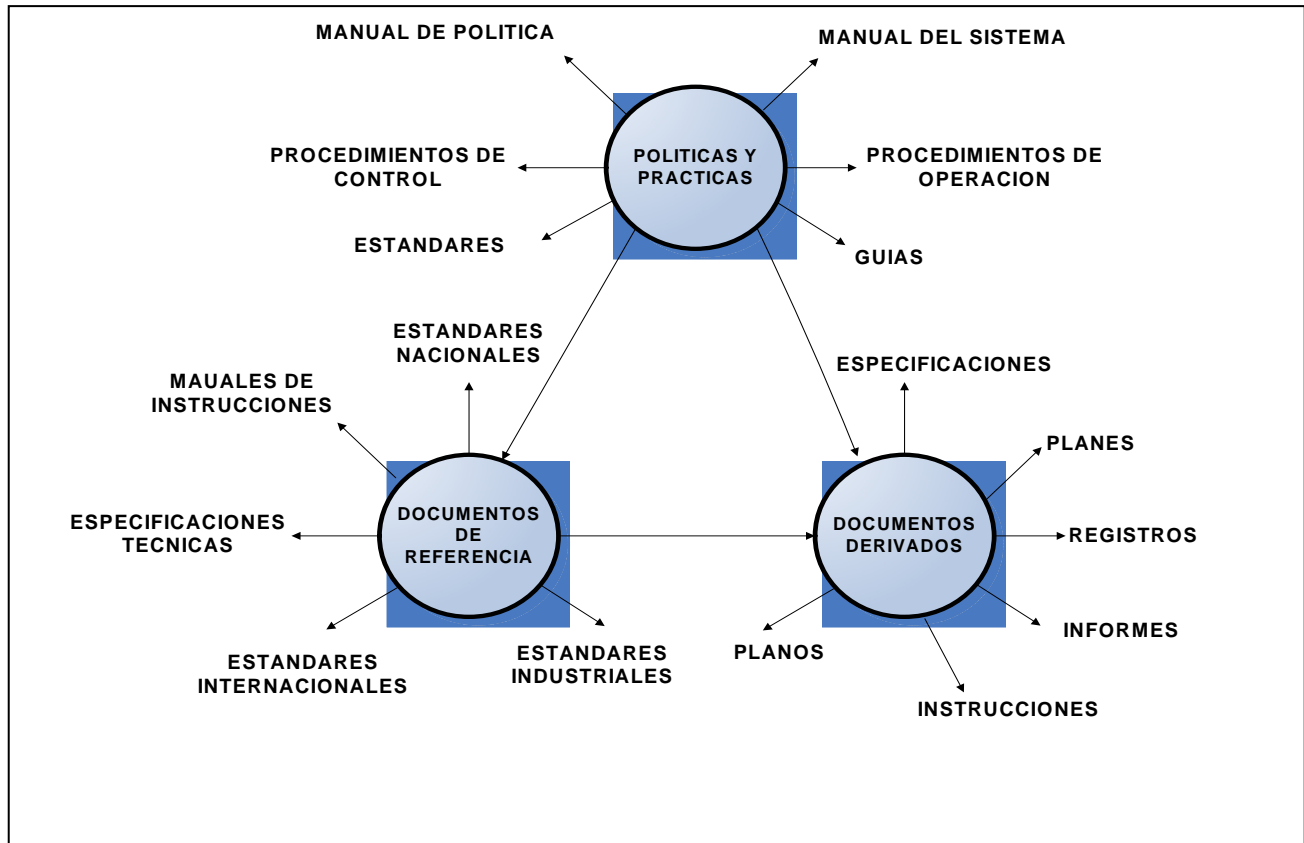 MANUAL DE POLITICA
MANUAL DEL SISTEMA
PROCEDIMIENTOS DE
CONTROL
POLITICAS Y
PRACTICAS
PROCEDIMIENTOS DE
OPERACION
ESTANDARES
GUIAS
ESTANDARES
NACIONALES
MAUALES DE
INSTRUCCIONES
ESPECIFICACIONES
TECNICAS
DOCUMENTOS
DE
REFERENCIA
ESTANDARES
INTERNACIONALES
ESTANDARES
INDUSTRIALES
ESPECIFICACIONES
PLANES
DOCUMENTOS
DERIVADOS
REGISTROS
INFORMES
PLANOS
INSTRUCCIONES